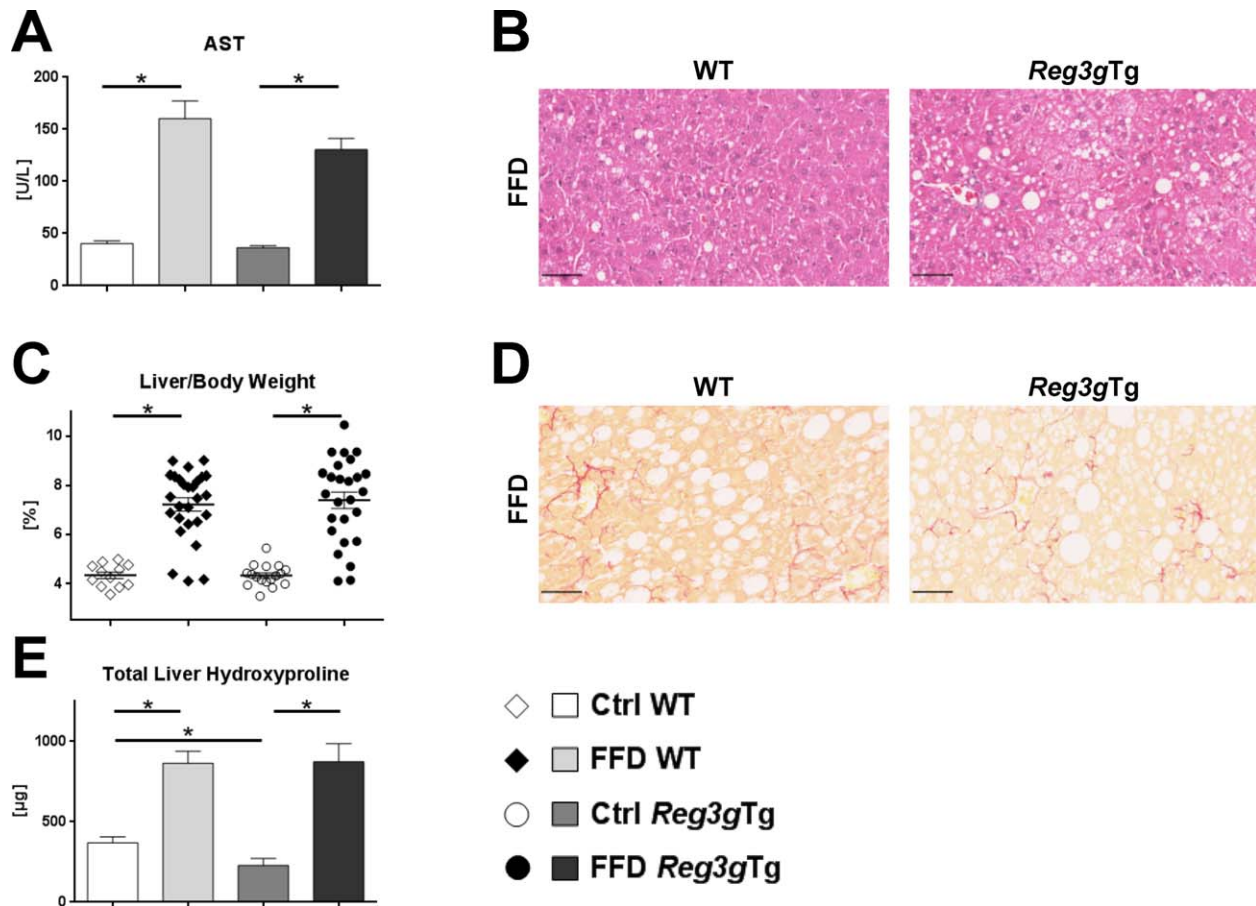 A
AST
[U/L]
200
150
100
50
0
*
*
B
WT
Reg3gTg
FFD
C
Liver/Body Weight
[%]
10
8
6
4
*
*
D
WT
Reg3gTg
FFD
E
Total Liver Hydroxyproline
[µg]
1000
500
0
*
*
*
Ctrl WT
FFD WT
Ctrl Reg3gTg
FFD Reg3gTg